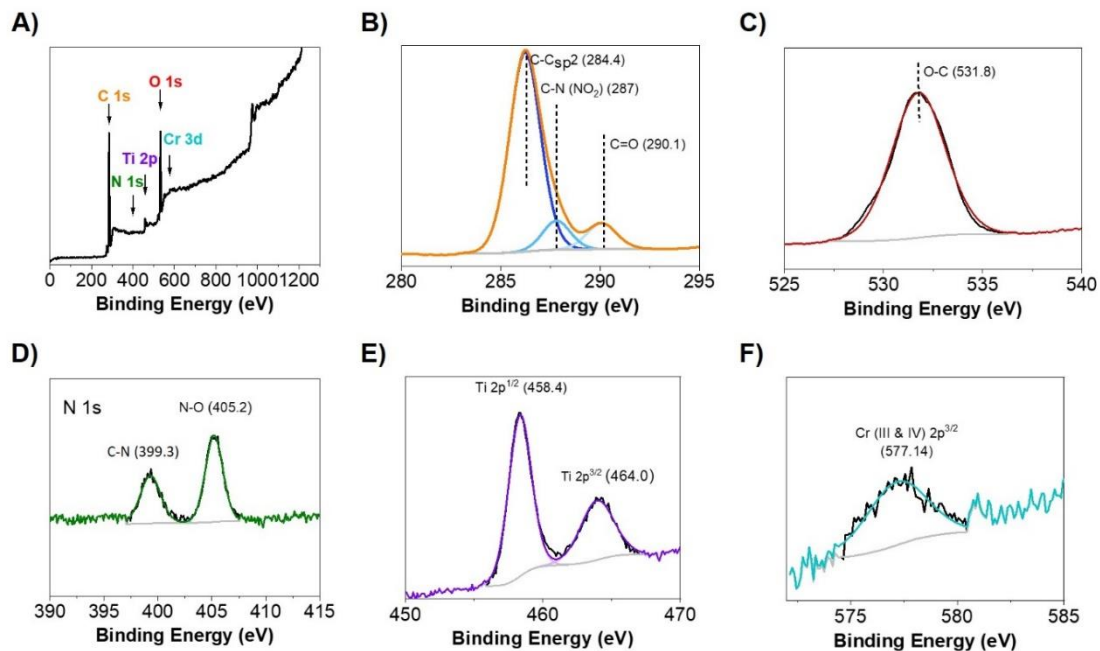 A)
O 1s
C 1s
Cr 3d
Ti 2p
N 1s
0 200 400 600 800 10001200
Binding Energy (eV)
B)
C-Csp2 (284.4)
C-N (NO₂) (287)
C=O (290.1)
280 285 290 295
Binding Energy (eV)
C)
O-C (531.8)
525 530 535 540
Binding Energy (eV)
D)
N 1s
N-O (405.2)
C-N (399.3)
390 395 400 405 410 415
Binding Energy (eV)
E)
Ti 2p¹/² (458.4)
Ti 2p³/² (464.0)
450 460 470
Binding Energy (eV)
F)
Cr (III & IV) 2p³/²
(577.14)
575 580 585
Binding Energy (eV)